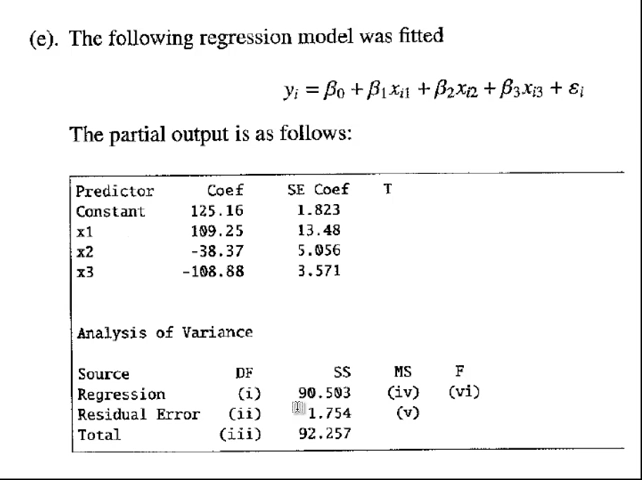 (e). The following regression model was fitted
yᵢ = β₀ + β₁xᵢ₁ + β₂xᵢ₂ + β₃xᵢ₃ + εᵢ
The partial output is as follows:
Predictor Coef SE Coef T
Constant 125.16 1.823
x1 109.25 13.48
x2 -38.37 5.056
x3 -108.88 3.571
Analysis of Variance
Source DF SS MS F
Regression (i) 90.503 (iv) (vi)
Residual Error (ii) 1.754 (v)
Total (iii) 92.257